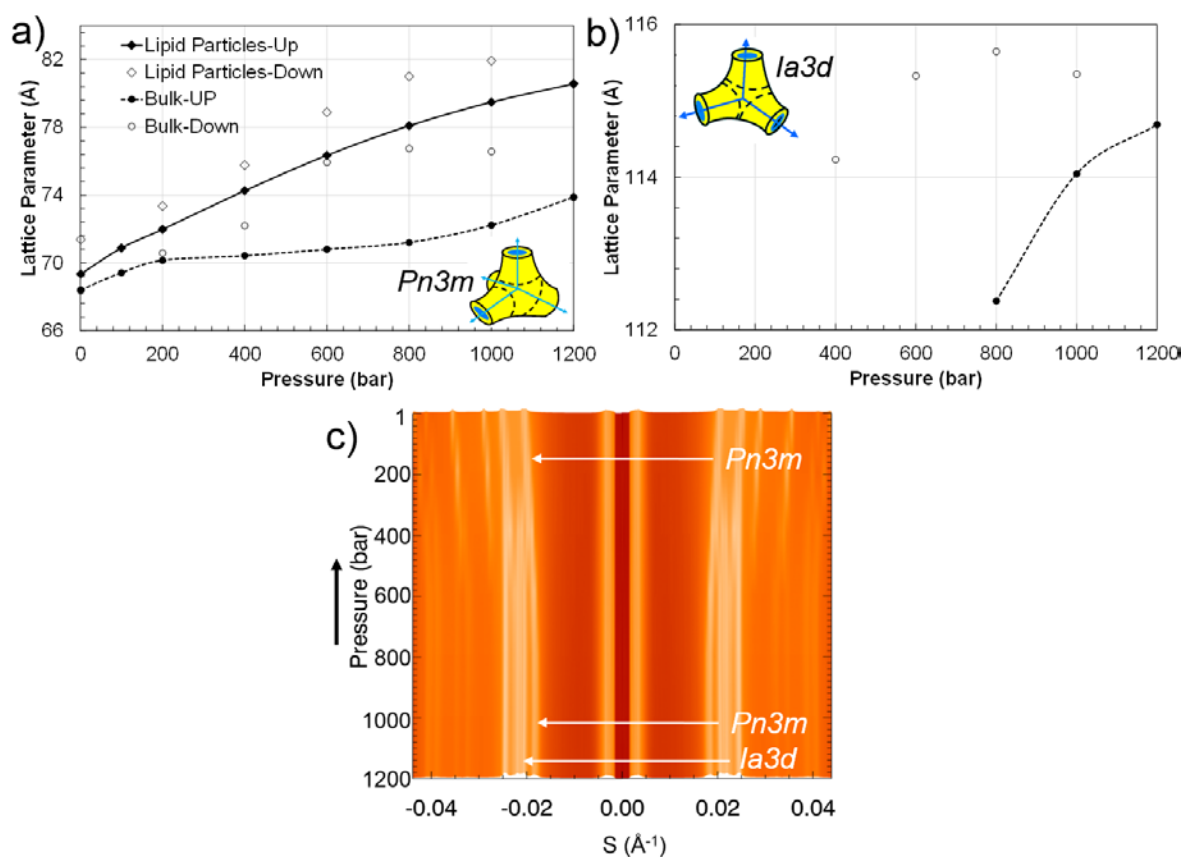 a)
Lattice Parameter (Å)
82
78
74
70
66
Lipid Particles-Up
Lipid Particles-Down
Bulk-UP
Bulk-Down
Pn3m
0 200 400 600 800 1000 1200
Pressure (bar)
b)
Lattice Parameter (Å)
116
114
112
Ia3d
0 200 400 600 800 1000 1200
Pressure (bar)
c)
Pressure (bar)
1
200
400
600
800
1000
1200
Pn3m
Pn3m
Ia3d
-0.04 -0.02 0.00 0.02 0.04
S (Å-1)